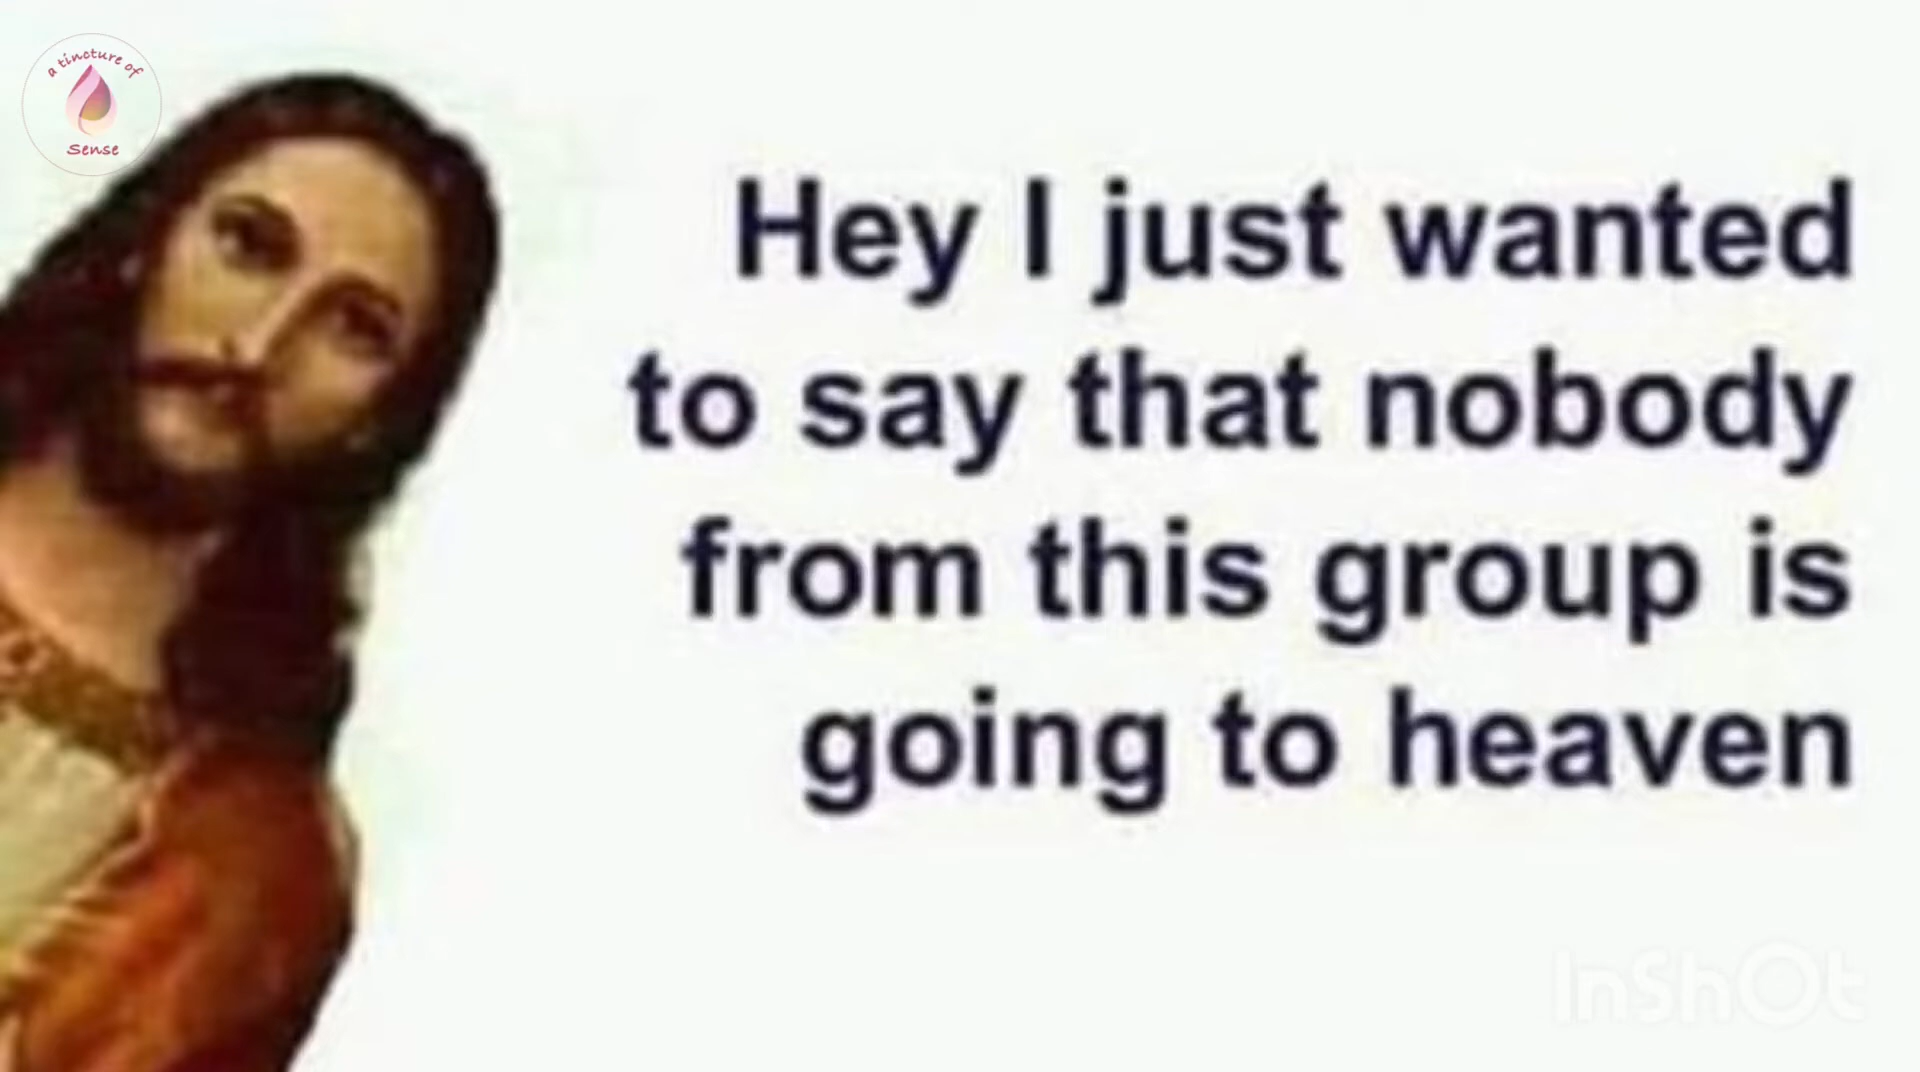 a tincture of
Sense
Hey I just wanted
to say that nobody
from this group is
going to heaven
InShOt